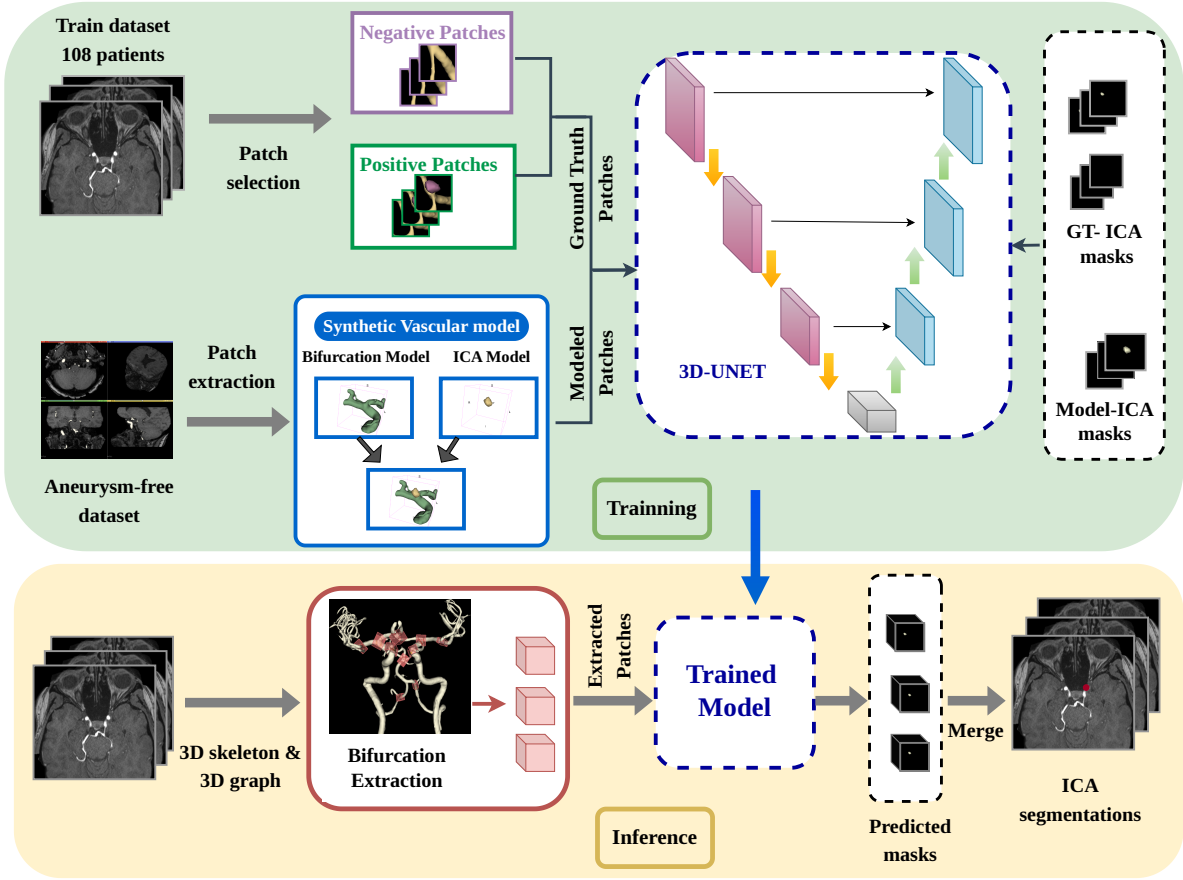 Train dataset
108 patients
Patch
selection
Negative Patches
Positive Patches
Ground Truth
Patches
GT- ICA
masks
Model-ICA
masks
3D-UNET
Patch
extraction
Aneurysm-free
dataset
Synthetic Vascular model
Bifurcation Model
ICA Model
Modeled
Patches
Trainning
3D skeleton &
3D graph
Bifurcation
Extraction
Extracted
Patches
Trained
Model
Predicted
masks
Merge
ICA
segmentations
Inference